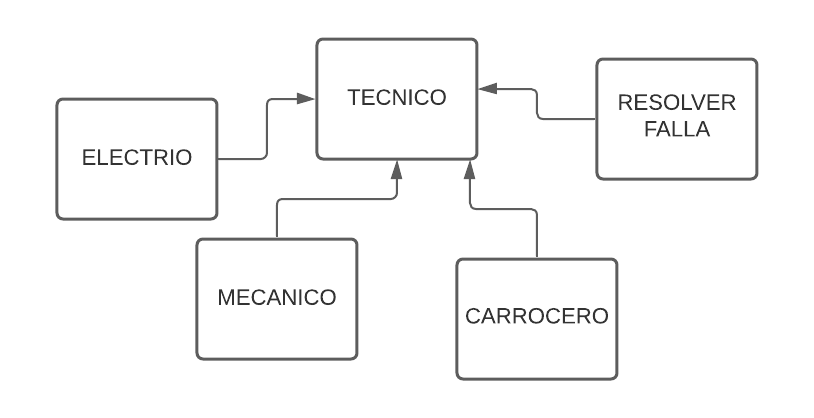 TECNICO
RESOLVER
FALLA
ELECTRIO
MECANICO
CARROCERO